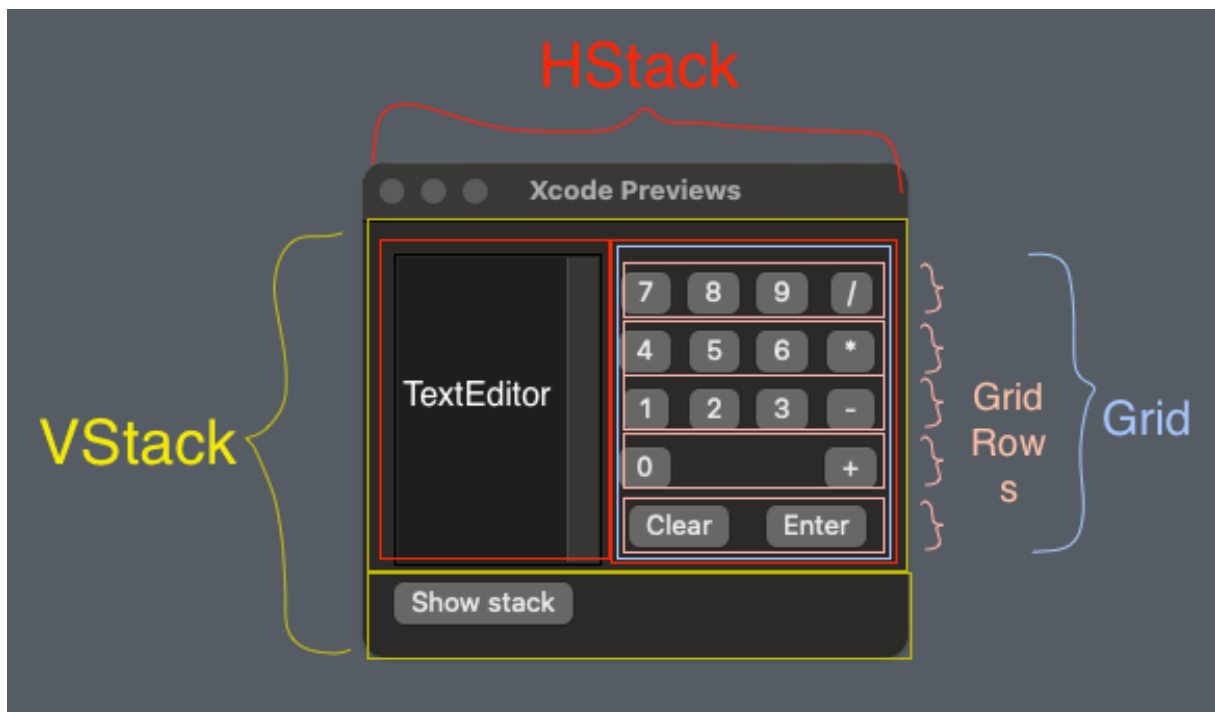 HStack
Xcode Previews
VStack
TextEditor
7 8 9 /
4 5 6 *
1 2 3 -
0 +
Clear Enter
Show stack
Grid
Row
s
Grid